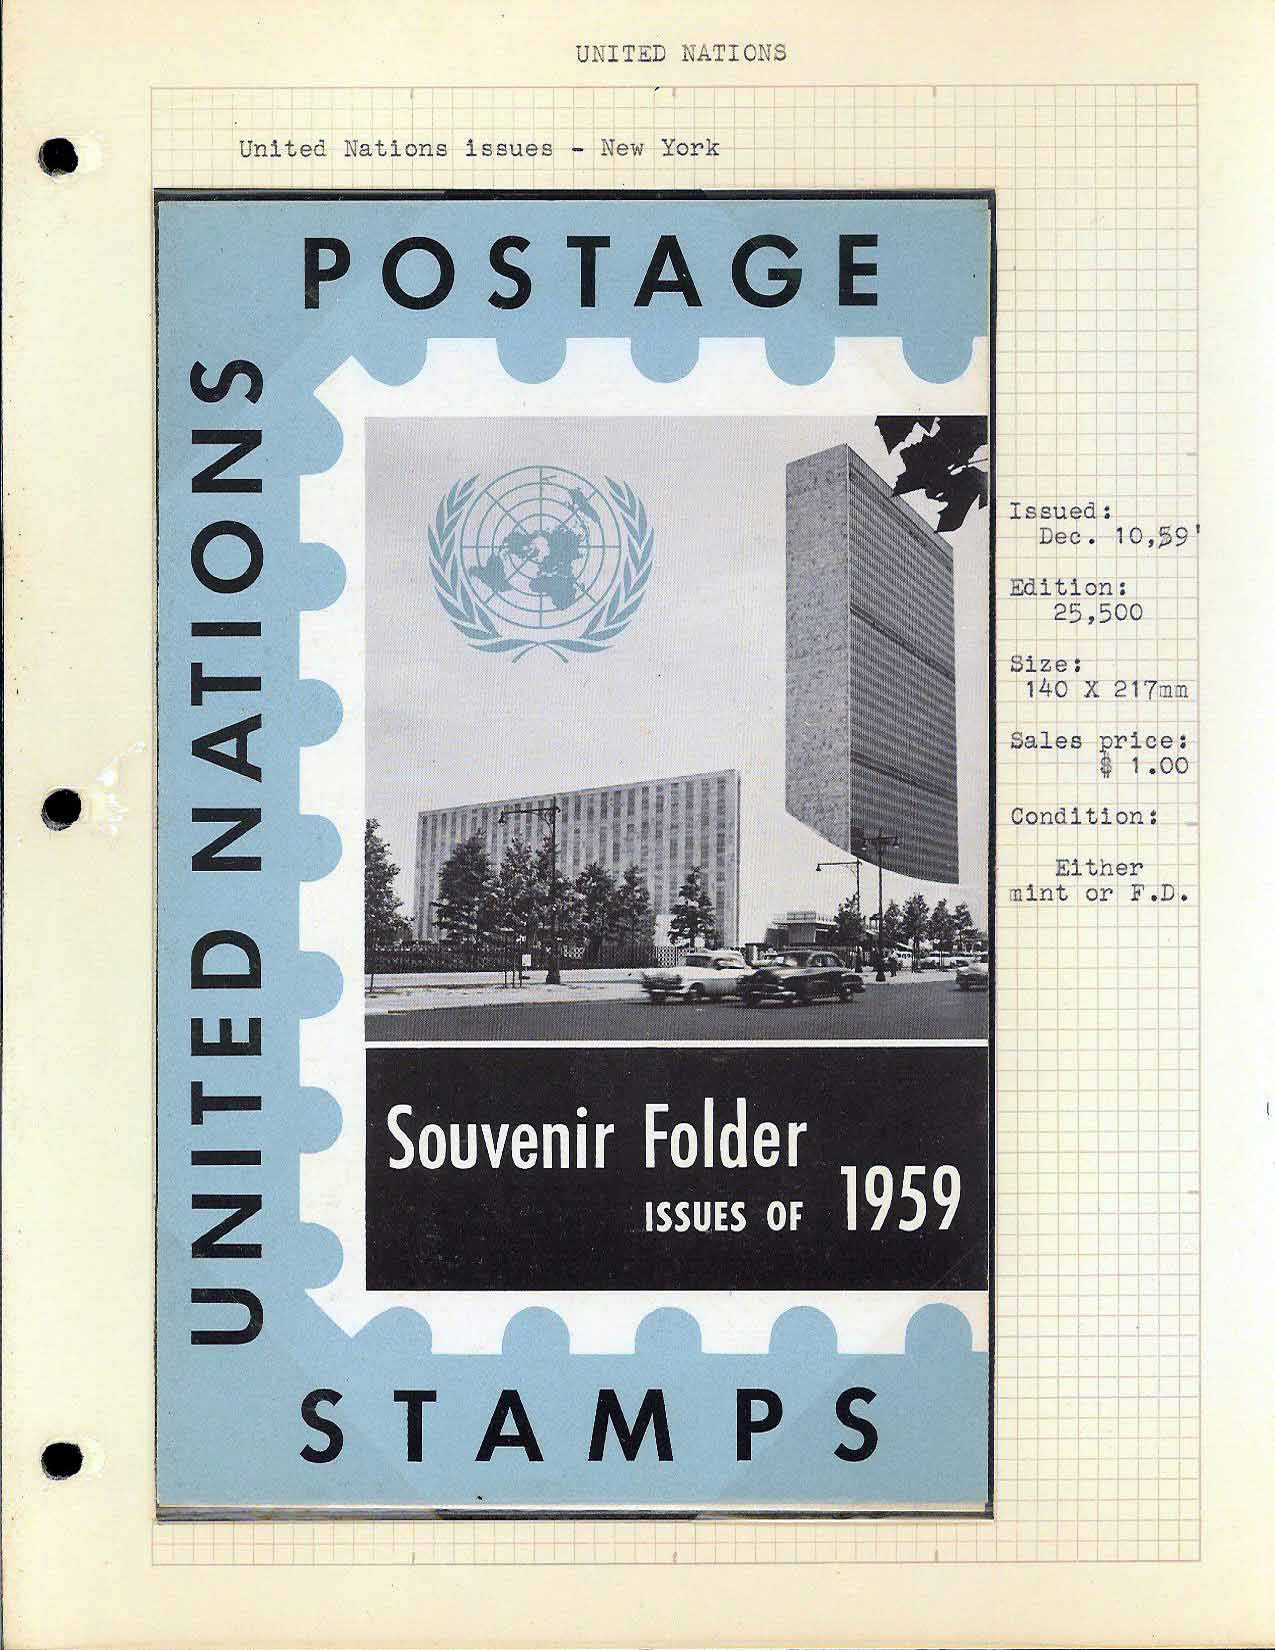 UNITED NATIONS
United Nations issues - New York
POSTAGE
UNITED NATIONS
Souvenir Folder
ISSUES OF 1959
STAMPS
Issued:
Dec. 10,59'
Edition:
25,500
Size:
140 X 217mm
Sales price:
$ 1.00
Condition:
Either
mint or F.D.